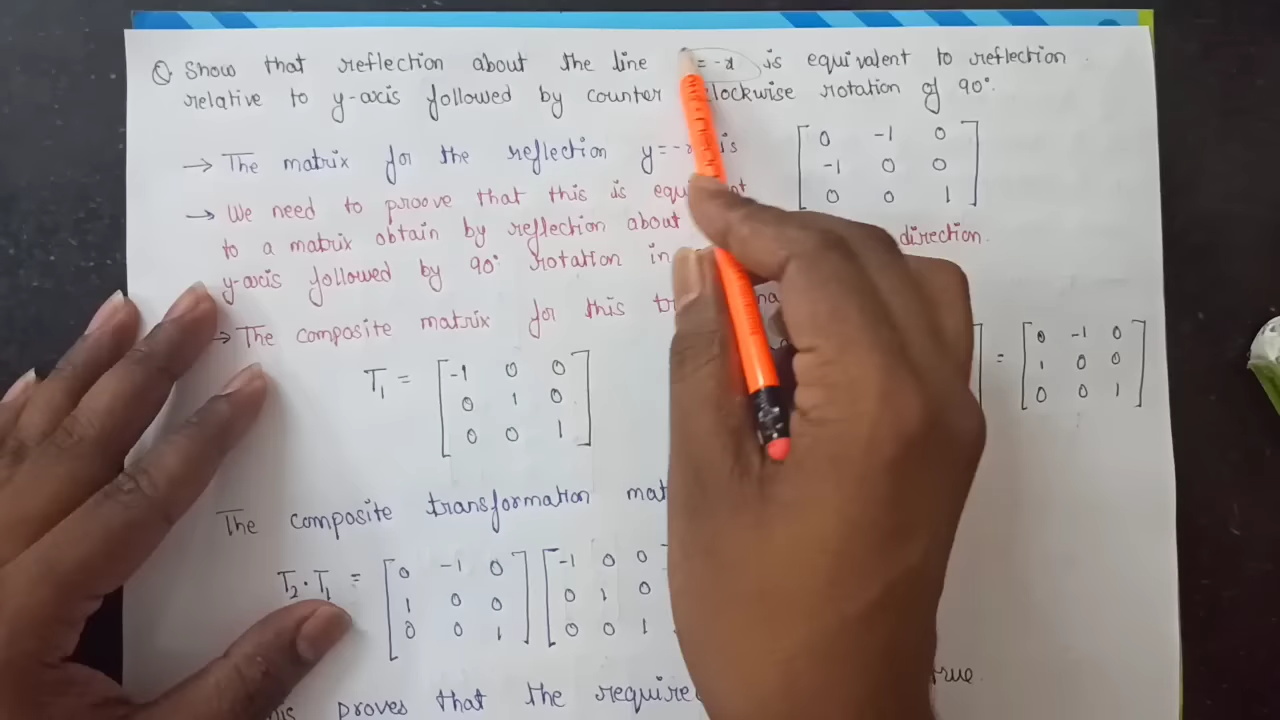 Q Show that reflection about the line = -x is equivalent to reflection
relative to y-axis followed by counter clockwise rotation of 90°.
→ The matrix for the reflection y=-x is [ 0 -1 0
-1 0 0
0 0 1 ]
→ We need to proove that this is
to a matrix obtain by reflection about direction.
y-axis followed by 90° rotation in
→ The composite matrix for this
T1 = [ -1 0 0
0 1 0
0 0 1 ]
] = [ 0 -1 0
1 0 0
0 0 1 ]
The composite transformation
T2 · T1 = [ 0 -1 0 ] [ -1 0 0
1 0 0 0 1 0
0 0 1 0 0 1
proves that the true.